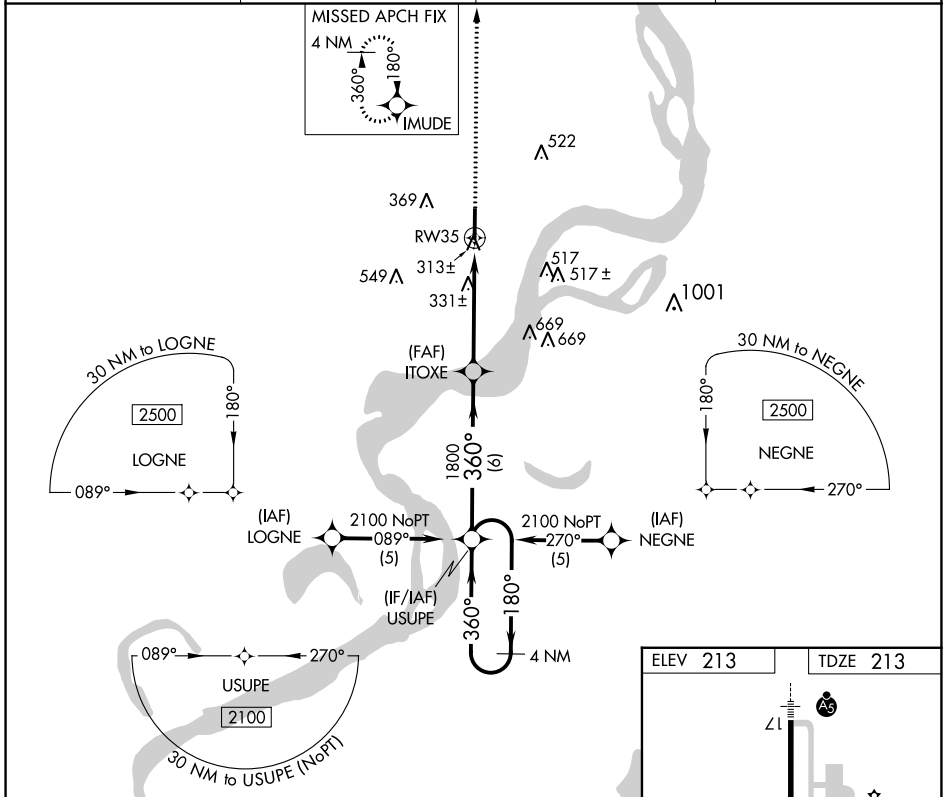 MISSED APCH FIX
4 NM
360°
180°
IMUDE
522
369
RW35
313±
517
517 ±
549
331±
1001
669
669
(FAF)
ITOXE
30 NM to LOGNE
2500
180°
LOGNE
089°
30 NM to NEGNE
180°
2500
NEGNE
270°
1800
360°
(6)
(IAF)
LOGNE
2100 NoPT
089°
(5)
2100 NoPT
270°
(5)
(IAF)
NEGNE
(IF/IAF)
USUPE
360°
180°
4 NM
089°
270°
USUPE
2100
30 NM to USUPE (NoPT)
ELEV 213
TDZE 213
17
A5